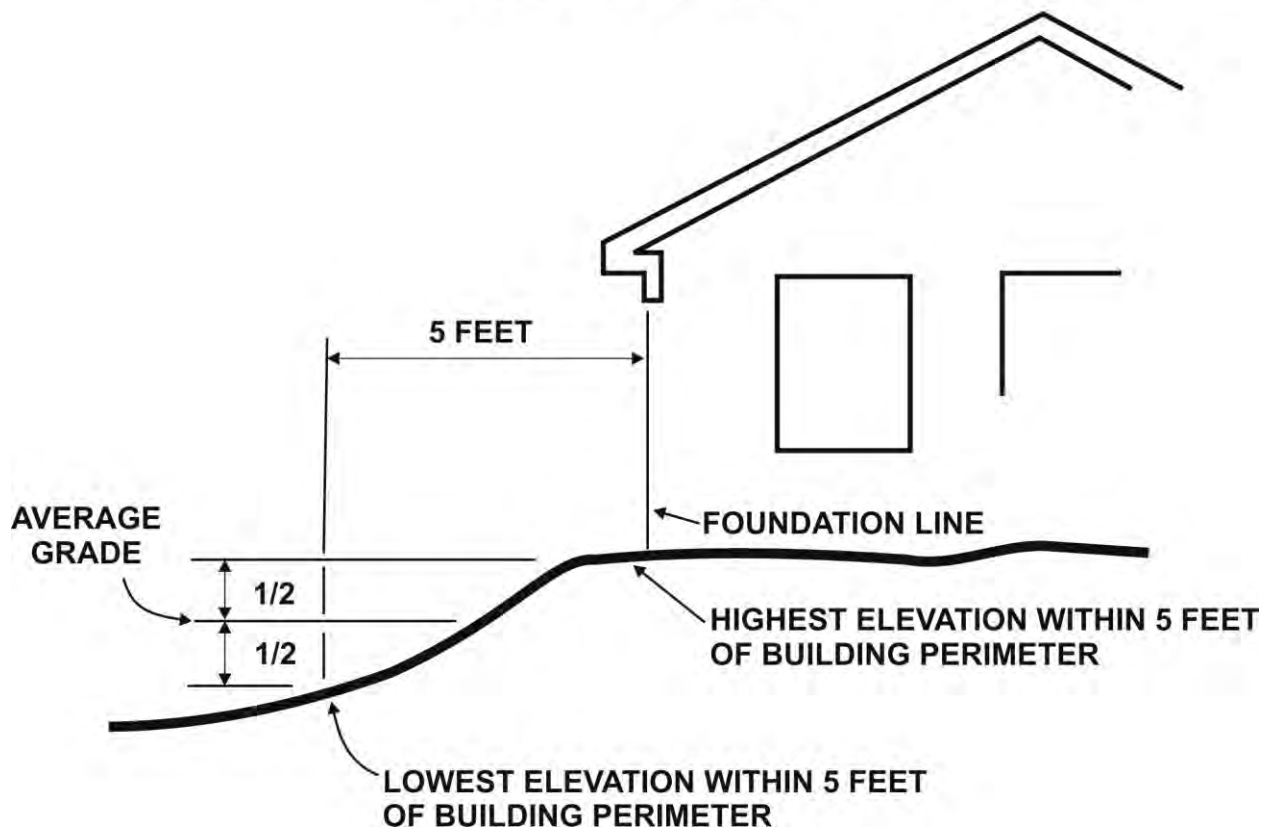 5 FEET
AVERAGE
GRADE
FOUNDATION LINE
1/2
1/2
HIGHEST ELEVATION WITHIN 5 FEET
OF BUILDING PERIMETER
LOWEST ELEVATION WITHIN 5 FEET
OF BUILDING PERIMETER